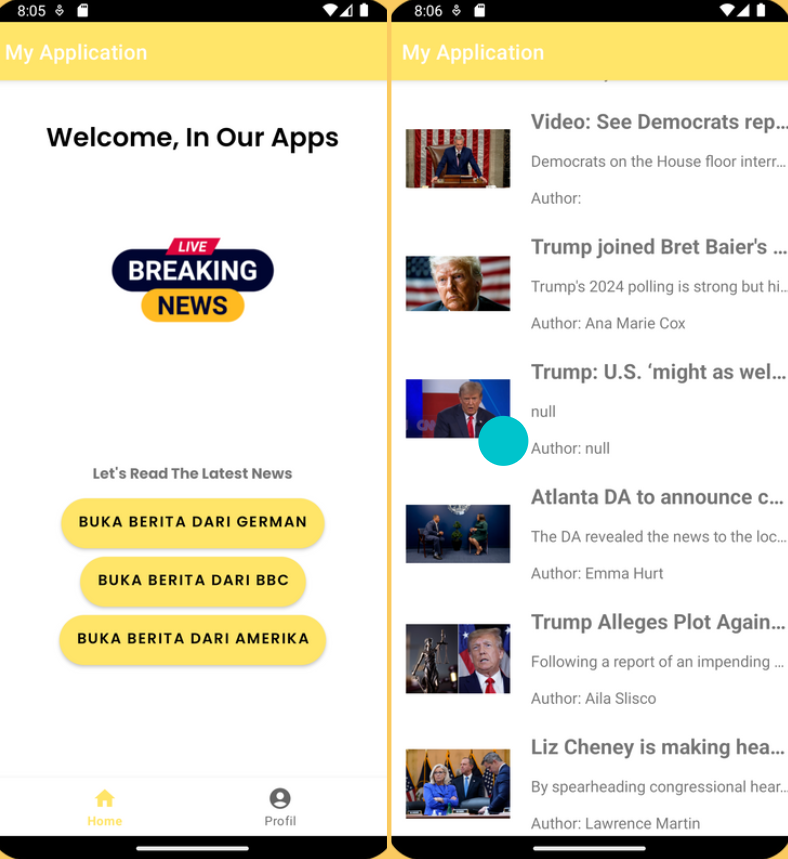 8:05
My Application
Welcome, In Our Apps
LIVE
BREAKING
NEWS
Let's Read The Latest News
BUKA BERITA DARI GERMAN
BUKA BERITA DARI BBC
BUKA BERITA DARI AMERIKA
Home
Profil
8:06
My Application
Video: See Democrats rep...
Democrats on the House floor interr...
Author:
Trump joined Bret Baier's ...
Trump's 2024 polling is strong but hi...
Author: Ana Marie Cox
Trump: U.S. ‘might as wel...
null
Author: null
Atlanta DA to announce c...
The DA revealed the news to the loc...
Author: Emma Hurt
Trump Alleges Plot Again...
Following a report of an impending ...
Author: Aila Slisco
Liz Cheney is making hea...
By spearheading congressional hear...
Author: Lawrence Martin